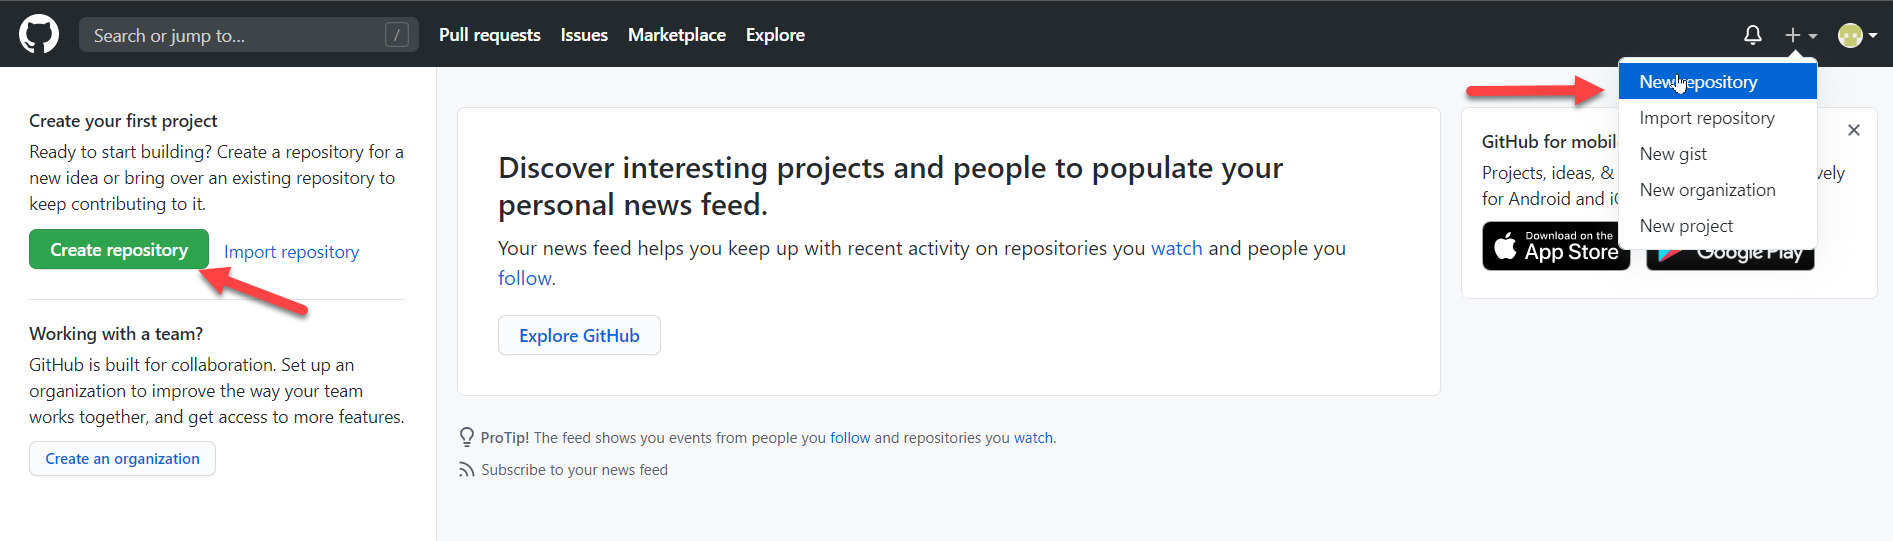 Search or jump to...
/
Pull requests
Issues
Marketplace
Explore
Create your first project
Ready to start building? Create a repository for a
new idea or bring over an existing repository to
keep contributing to it.
Create repository
Import repository
Working with a team?
GitHub is built for collaboration. Set up an
organization to improve the way your team
works together, and get access to more features.
Create an organization
Discover interesting projects and people to populate your
personal news feed.
Your news feed helps you keep up with recent activity on repositories you watch and people you
follow.
Explore GitHub
ProTip! The feed shows you events from people you follow and repositories you watch.
Subscribe to your news feed
New repository
Import repository
New gist
New organization
New project
GitHub for mobil
Projects, ideas, &
for Android and
Download on the
App Store
Google Play